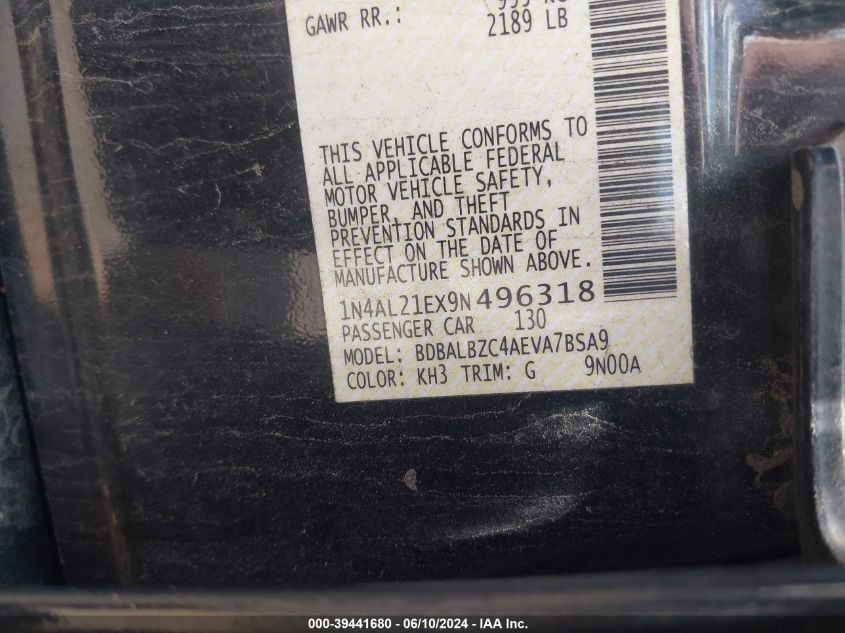 GAWR RR.:
2189 LB
THIS VEHICLE CONFORMS TO
ALL APPLICABLE FEDERAL
MOTOR VEHICLE SAFETY,
BUMPER, AND THEFT
PREVENTION STANDARDS IN
EFFECT ON THE DATE OF
MANUFACTURE SHOWN ABOVE.
1N4AL21EX9N496318
PASSENGER CAR 130
MODEL: BDBALBZC4AEVA7BSA9
COLOR: KH3 TRIM: G 9N00A
000-39441680 - 06/10/2024 - IAA Inc.